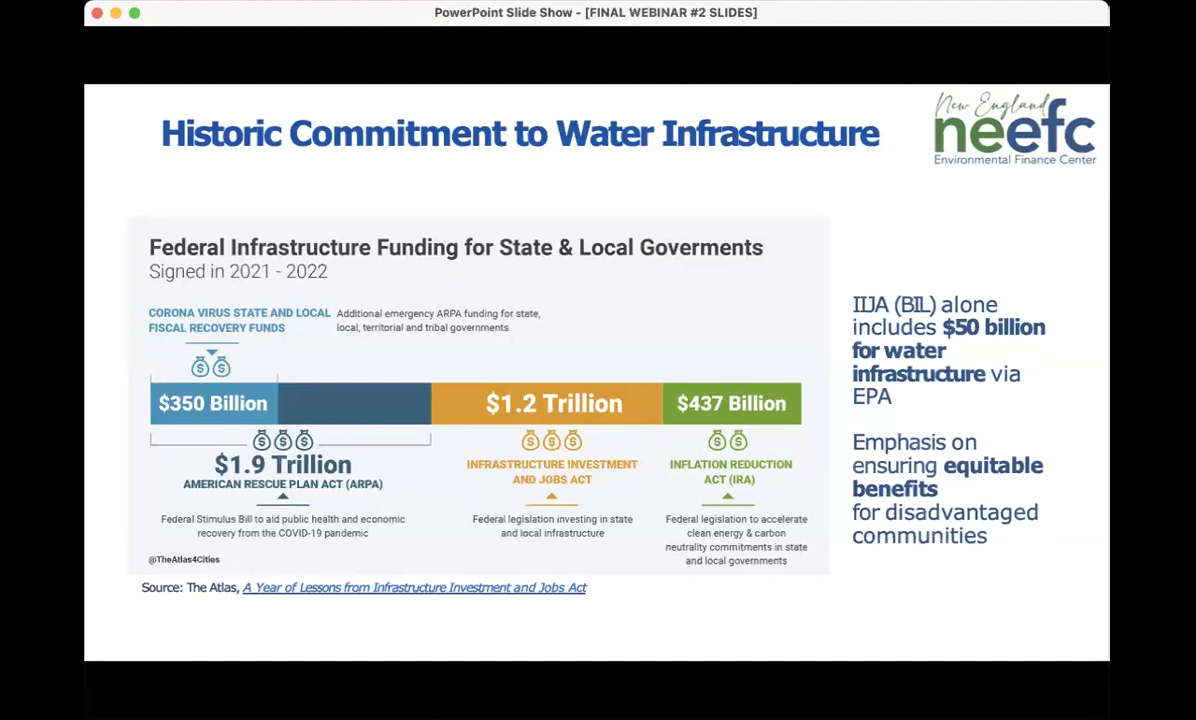 PowerPoint Slide Show - [FINAL WEBINAR #2 SLIDES]
Historic Commitment to Water Infrastructure
New England
neefc
Environmental Finance Center
Federal Infrastructure Funding for State & Local Goverments
Signed in 2021 - 2022
CORONA VIRUS STATE AND LOCAL
FISCAL RECOVERY FUNDS
Additional emergency ARPA funding for state,
local, territorial and tribal governments
$350 Billion
$1.2 Trillion
$437 Billion
$1.9 Trillion
AMERICAN RESCUE PLAN ACT (ARPA)
Federal Stimulus Bill to aid public health and economic
recovery from the COVID-19 pandemic
INFRASTRUCTURE INVESTMENT
AND JOBS ACT
Federal legislation investing in state
and local infrastructure
INFLATION REDUCTION
ACT (IRA)
Federal legislation to accelerate
clean energy & carbon
neutrality commitments in state
and local governments
@TheAtlas4Cities
Source: The Atlas, A Year of Lessons from Infrastructure Investment and Jobs Act
IIJA (BIL) alone
includes $50 billion
for water
infrastructure via
EPA
Emphasis on
ensuring equitable
benefits
for disadvantaged
communities